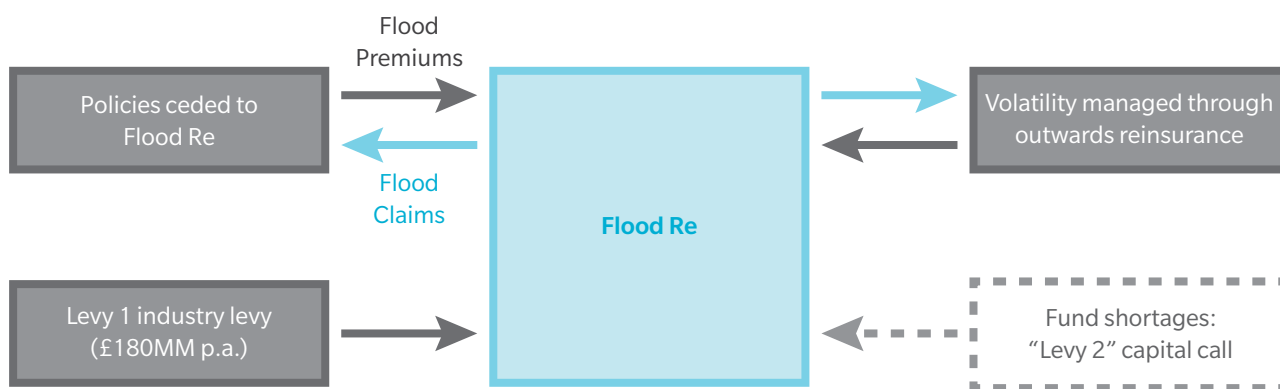 Flood
Premiums
Policies ceded to
Flood Re
Flood
Claims
Levy 1 industry levy
(£180MM p.a.)
Flood Re
Volatility managed through
outwards reinsurance
Fund shortages:
“Levy 2” capital call